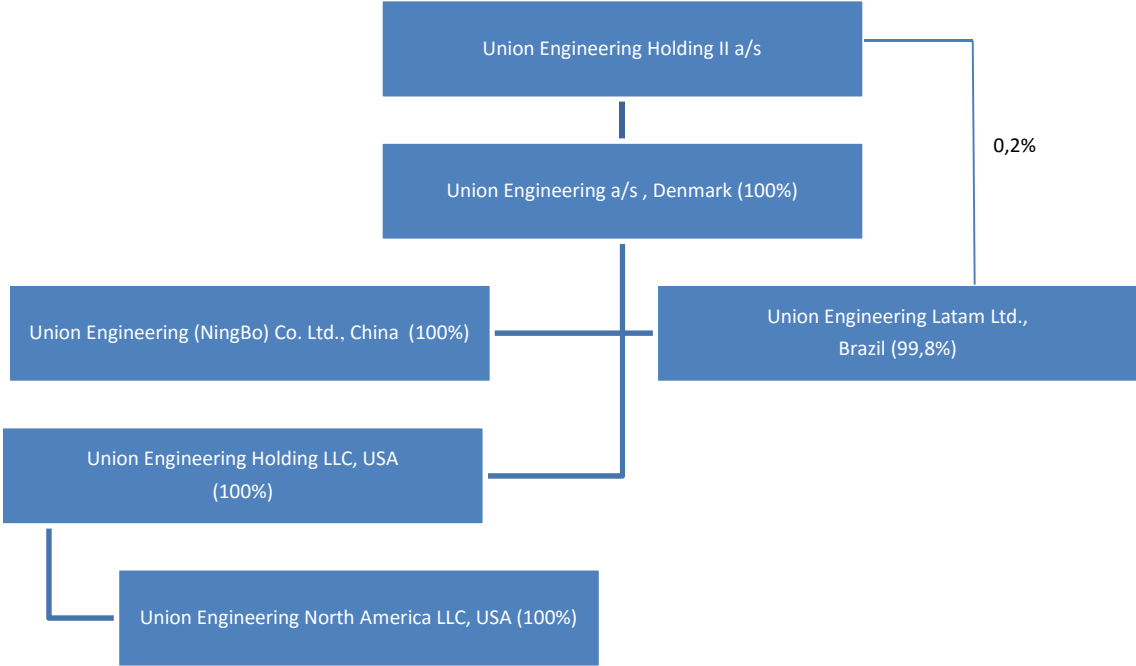 Union Engineering Holding II a/s
0,2%
Union Engineering a/s , Denmark (100%)
Union Engineering (NingBo) Co. Ltd., China  (100%)
Union Engineering Latam Ltd.,
Brazil (99,8%)
Union Engineering Holding LLC, USA
(100%)
Union Engineering North America LLC, USA (100%)